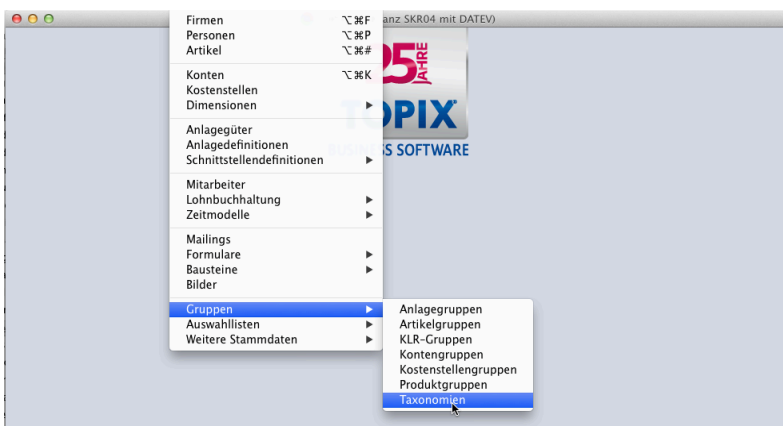 anz SKR04 mit DATEV)
Firmen ⌥⌘F
Personen ⌥⌘P
Artikel ⌥⌘#
Konten ⌥⌘K
Kostenstellen
Dimensionen
Anlagegüter
Anlagedefinitionen
Schnittstellendefinitionen
Mitarbeiter
Lohnbuchhaltung
Zeitmodelle
Mailings
Formulare
Bausteine
Bilder
Gruppen
Auswahllisten
Weitere Stammdaten
Anlagegruppen
Artikelgruppen
KLR-Gruppen
Kontengruppen
Kostenstellengruppen
Produktgruppen
Taxonomien
25 JAHRE
TOPIX
BUSINESS SOFTWARE